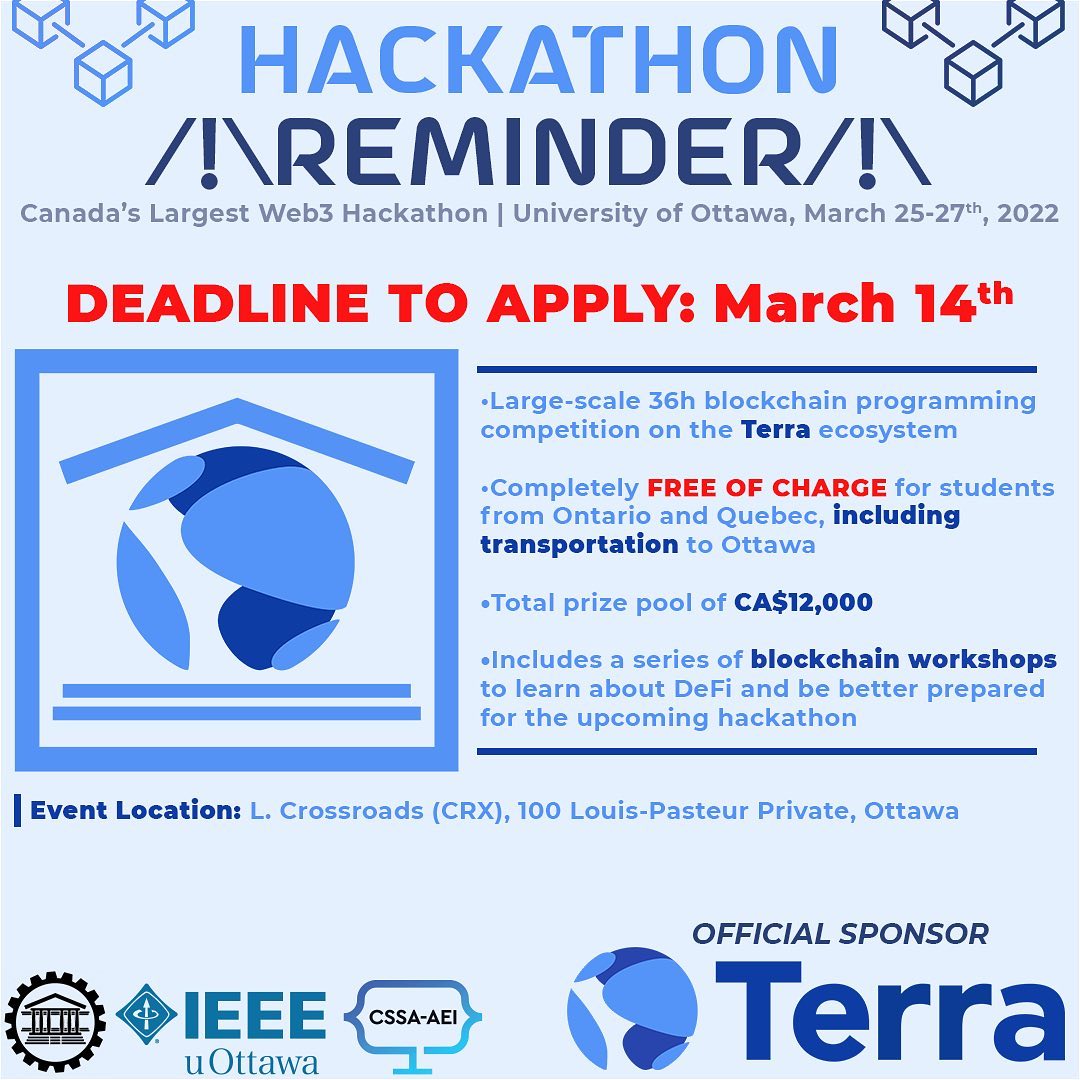 HACKATHON
/!\REMINDER/!\
Canada’s Largest Web3 Hackathon | University of Ottawa, March 25-27th, 2022
DEADLINE TO APPLY: March 14th
•Large-scale 36h blockchain programming
competition on the Terra ecosystem
•Completely FREE OF CHARGE for students
from Ontario and Quebec, including
transportation to Ottawa
•Total prize pool of CA$12,000
•Includes a series of blockchain workshops
to learn about DeFi and be better prepared
for the upcoming hackathon
Event Location: L. Crossroads (CRX), 100 Louis-Pasteur Private, Ottawa
OFFICIAL SPONSOR
Terra
IEEE
uOttawa
CSSA-AEI